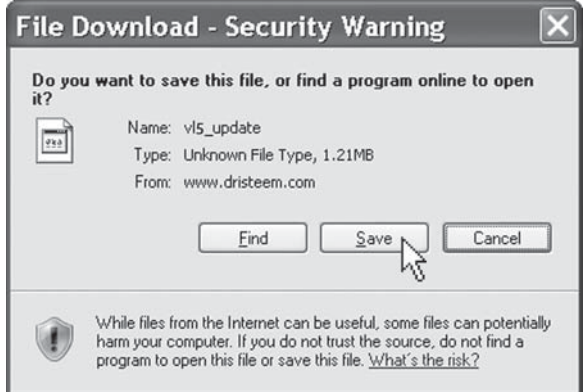 File Download - Security Warning
Do you want to save this file, or find a program online to open
it?
Name: vl5_update
Type: Unknown File Type, 1.21MB
From: www.dristeem.com
Find Save Cancel
While files from the Internet can be useful, some files can potentially
harm your computer. If you do not trust the source, do not find a
program to open this file or save this file. What's the risk?